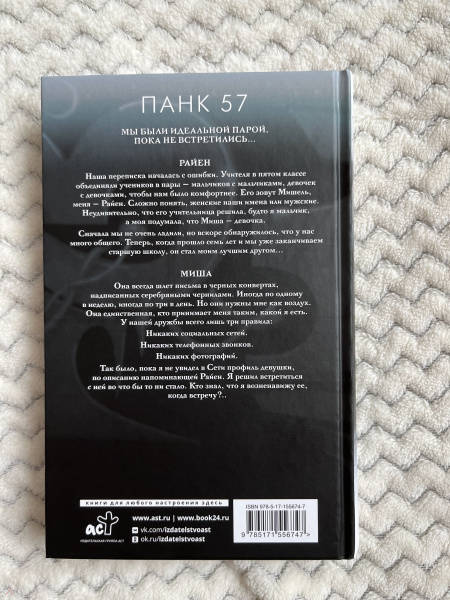 ПАНК 57
МЫ БЫЛИ ИДЕАЛЬНОЙ ПАРОЙ,
ПОКА НЕ ВСТРЕТИЛИСЬ...
РАЙЕН
Наша переписка началась с ошибки. Учителя в пятом классе
объединяли учеников в пары – мальчиков с мальчиками, девочек
с девочками, чтобы нам было комфортнее. Его зовут Мишель,
меня – Райен. Сложно понять, женские наши имена или мужские.
Неудивительно, что его учительница решила, будто я мальчик,
а моя подумала, что Миша – девочка.
Сначала мы не очень ладили, но вскоре обнаружилось, что у нас
много общего. Теперь, когда прошло семь лет и мы уже заканчиваем
старшую школу, он стал моим лучшим другом...
МИША
Она всегда шлет письма в черных конвертах,
надписанных серебряными чернилами. Иногда по одному
в неделю, иногда по три в день. Но они нужны мне как воздух.
Она единственная, кто принимает меня таким, какой я есть.
У нашей дружбы всего лишь три правила:
Никаких социальных сетей.
Никаких телефонных звонков.
Никаких фотографий.
Так было, пока я не увидел в Сети профиль девушки,
по описанию напоминающей Райен. Я решил встретиться
с ней во что бы то ни стало. Кто знал, что я возненавижу ее,
когда встречу?..
книги для любого настроения здесь
аст
ИЗДАТЕЛЬСКАЯ ГРУППА АСТ
www.ast.ru | www.book24.ru
vk.com/izdatelstvoast
ok.ru/izdatelstvoast
ISBN 978-5-17-155674-7
9 785171 556747 >